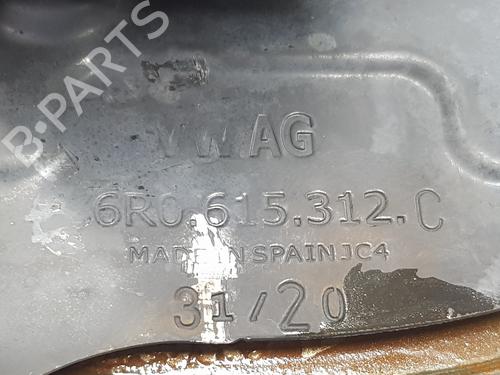 B-PARTS
VW.AG
6R0.615.312.C
MADE IN SPAIN JC4
31/20